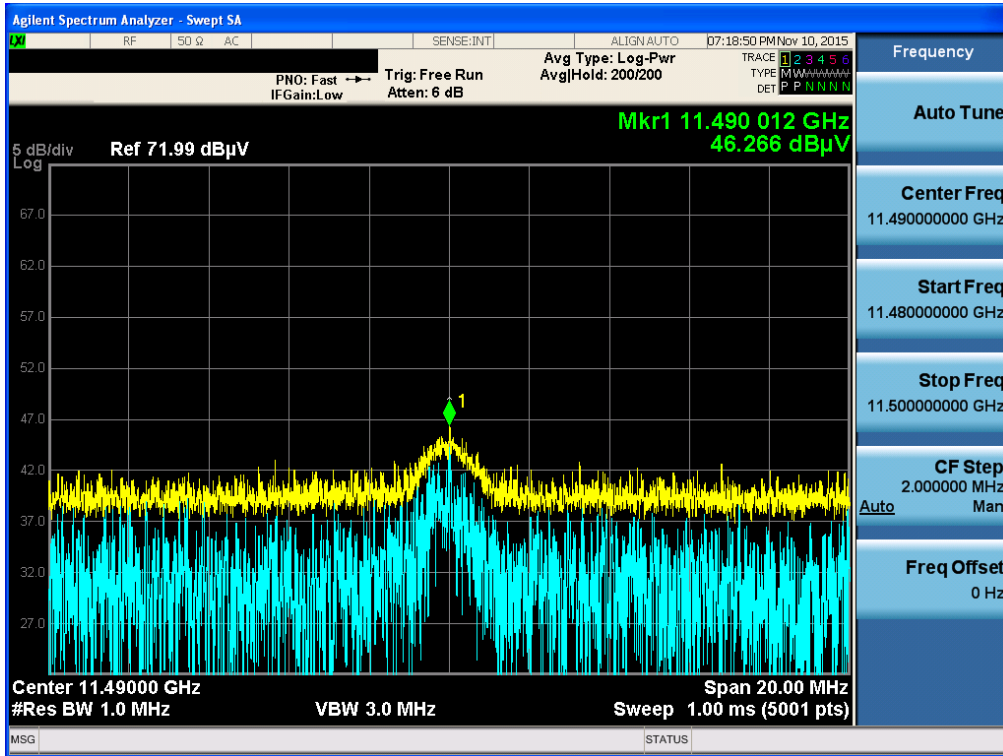 Agilent Spectrum Analyzer - Swept SA
LXI RF 50 Ω AC SENSE:INT ALIGN AUTO 07:18:50 PM Nov 10, 2015
PNO: Fast Trig: Free Run Avg Type: Log-Pwr TRACE 1 2 3 4 5 6
IFGain:Low Atten: 6 dB Avg|Hold: 200/200 TYPE M W W W W W
DET P P N N N N
Mkr1 11.490 012 GHz
46.266 dBµV
5 dB/div Ref 71.99 dBµV
Log
67.0
62.0
57.0
52.0
47.0
1
42.0
37.0
32.0
27.0
Center 11.49000 GHz Span 20.00 MHz
#Res BW 1.0 MHz VBW 3.0 MHz Sweep 1.00 ms (5001 pts)
MSG STATUS
Frequency
Auto Tune
Center Freq
11.490000000 GHz
Start Freq
11.480000000 GHz
Stop Freq
11.500000000 GHz
CF Step
2.000000 MHz
Auto Man
Freq Offset
0 Hz